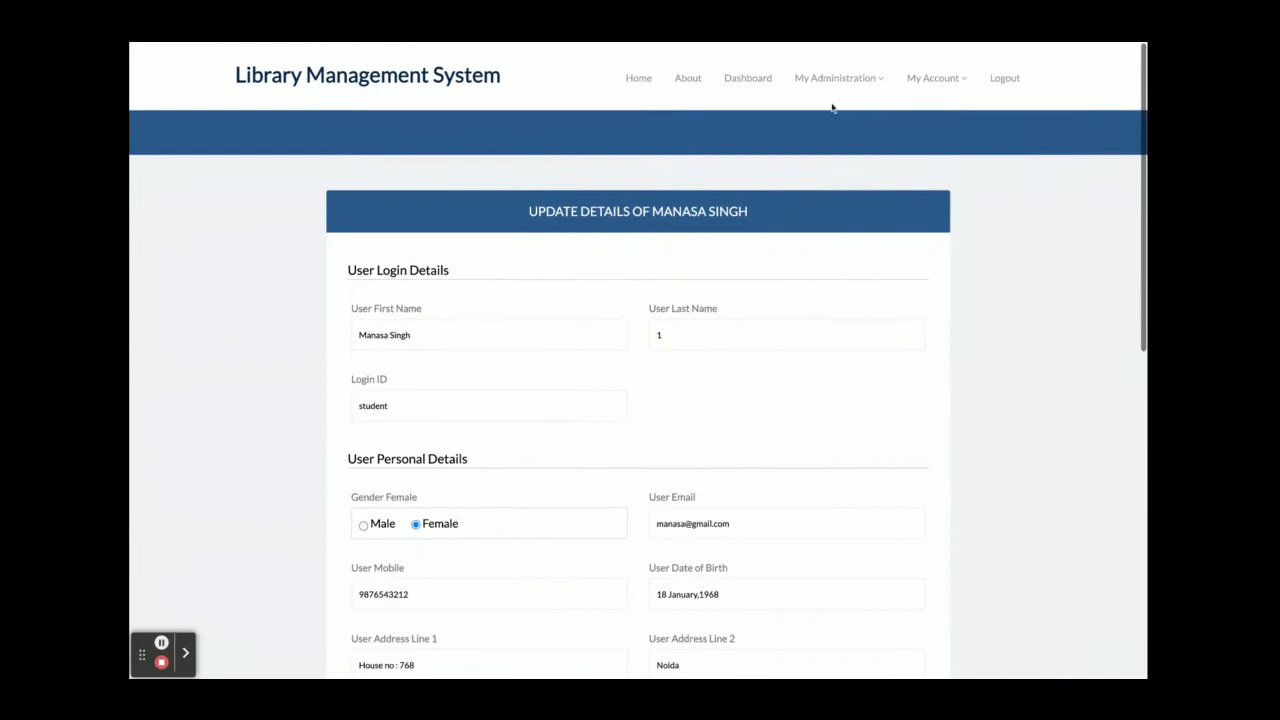 Library Management System
Home About Dashboard My Administration My Account Logout
UPDATE DETAILS OF MANASA SINGH
User Login Details
User First Name User Last Name
Manasa Singh 1
Login ID
student
User Personal Details
Gender Female User Email
Male Female manasa@gmail.com
User Mobile User Date of Birth
9876543212 18 January,1968
User Address Line 1 User Address Line 2
House no : 768 Noida